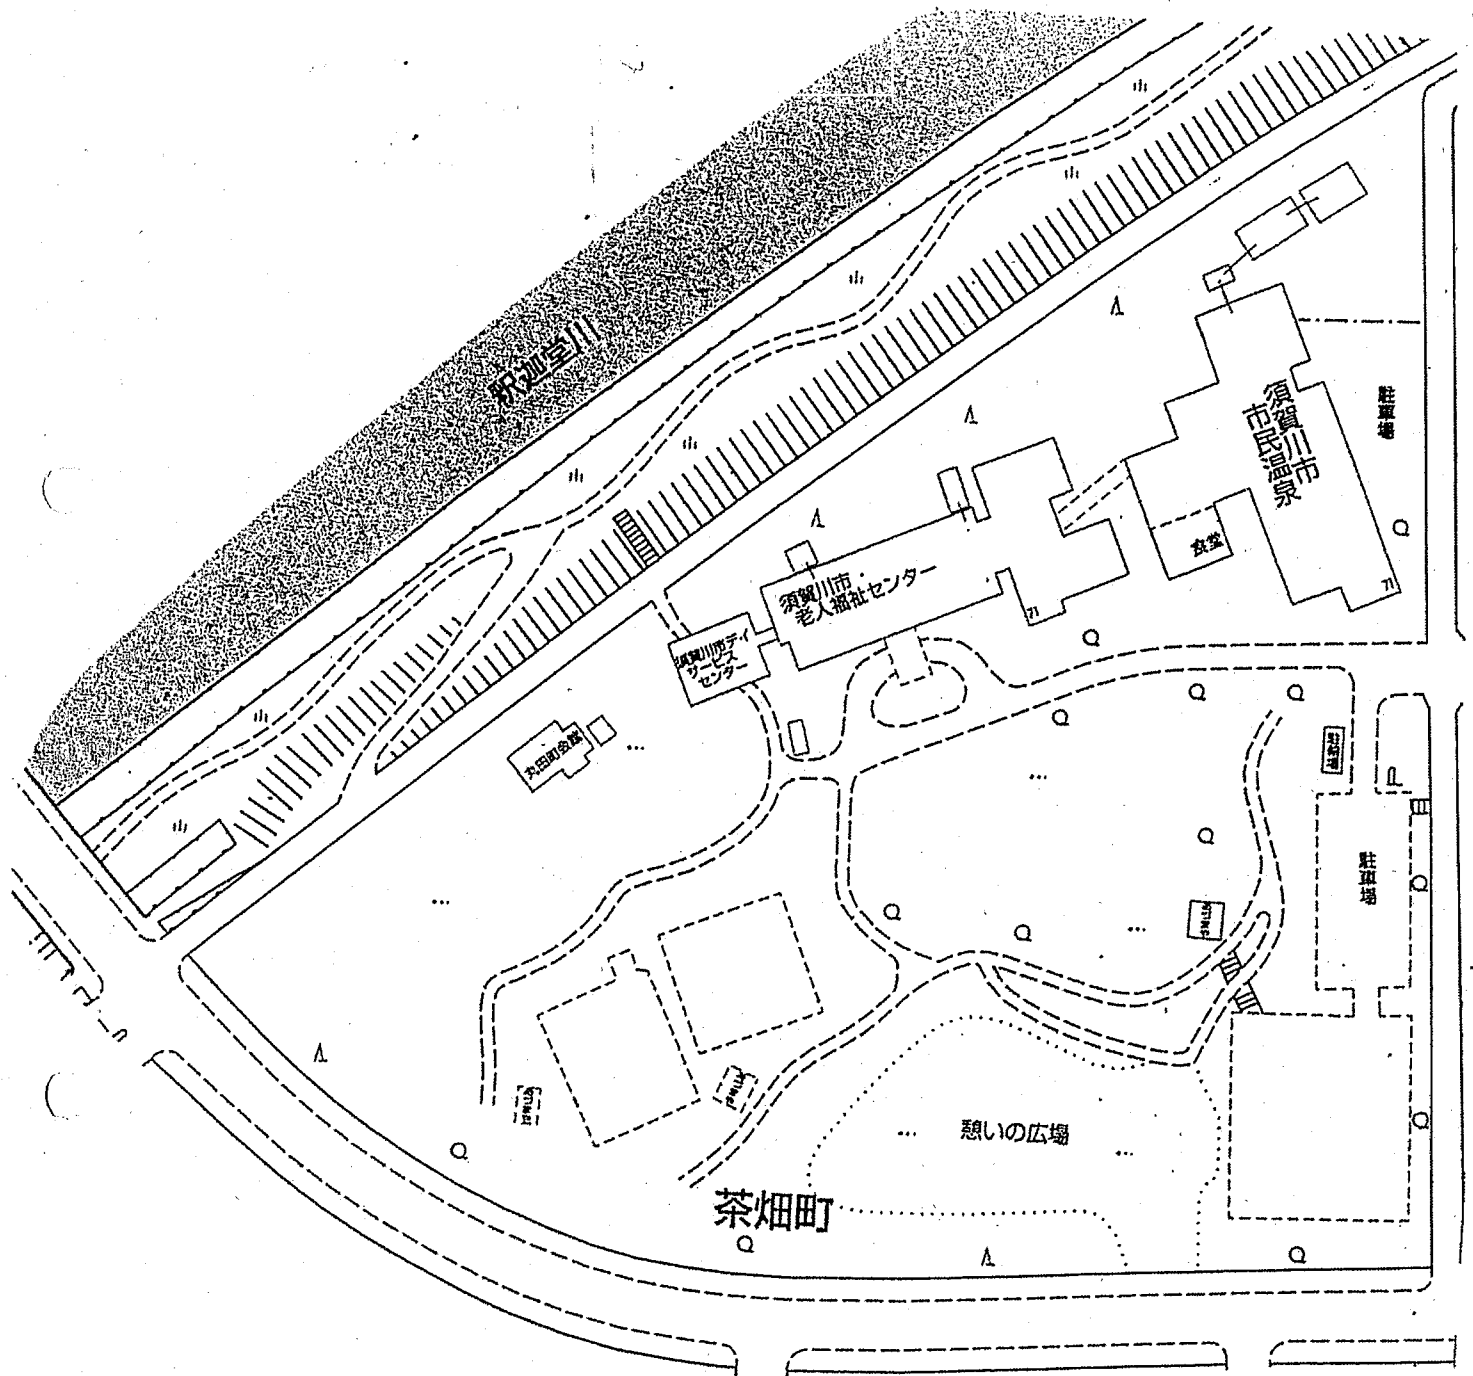 釈迦堂川
須賀川市
市民温泉
駐車場
食堂
71
須賀川市
老人福祉センター
71
須賀川市デイ
サービス
センター
丸田町会館
駐車場
憩いの広場
茶畑町